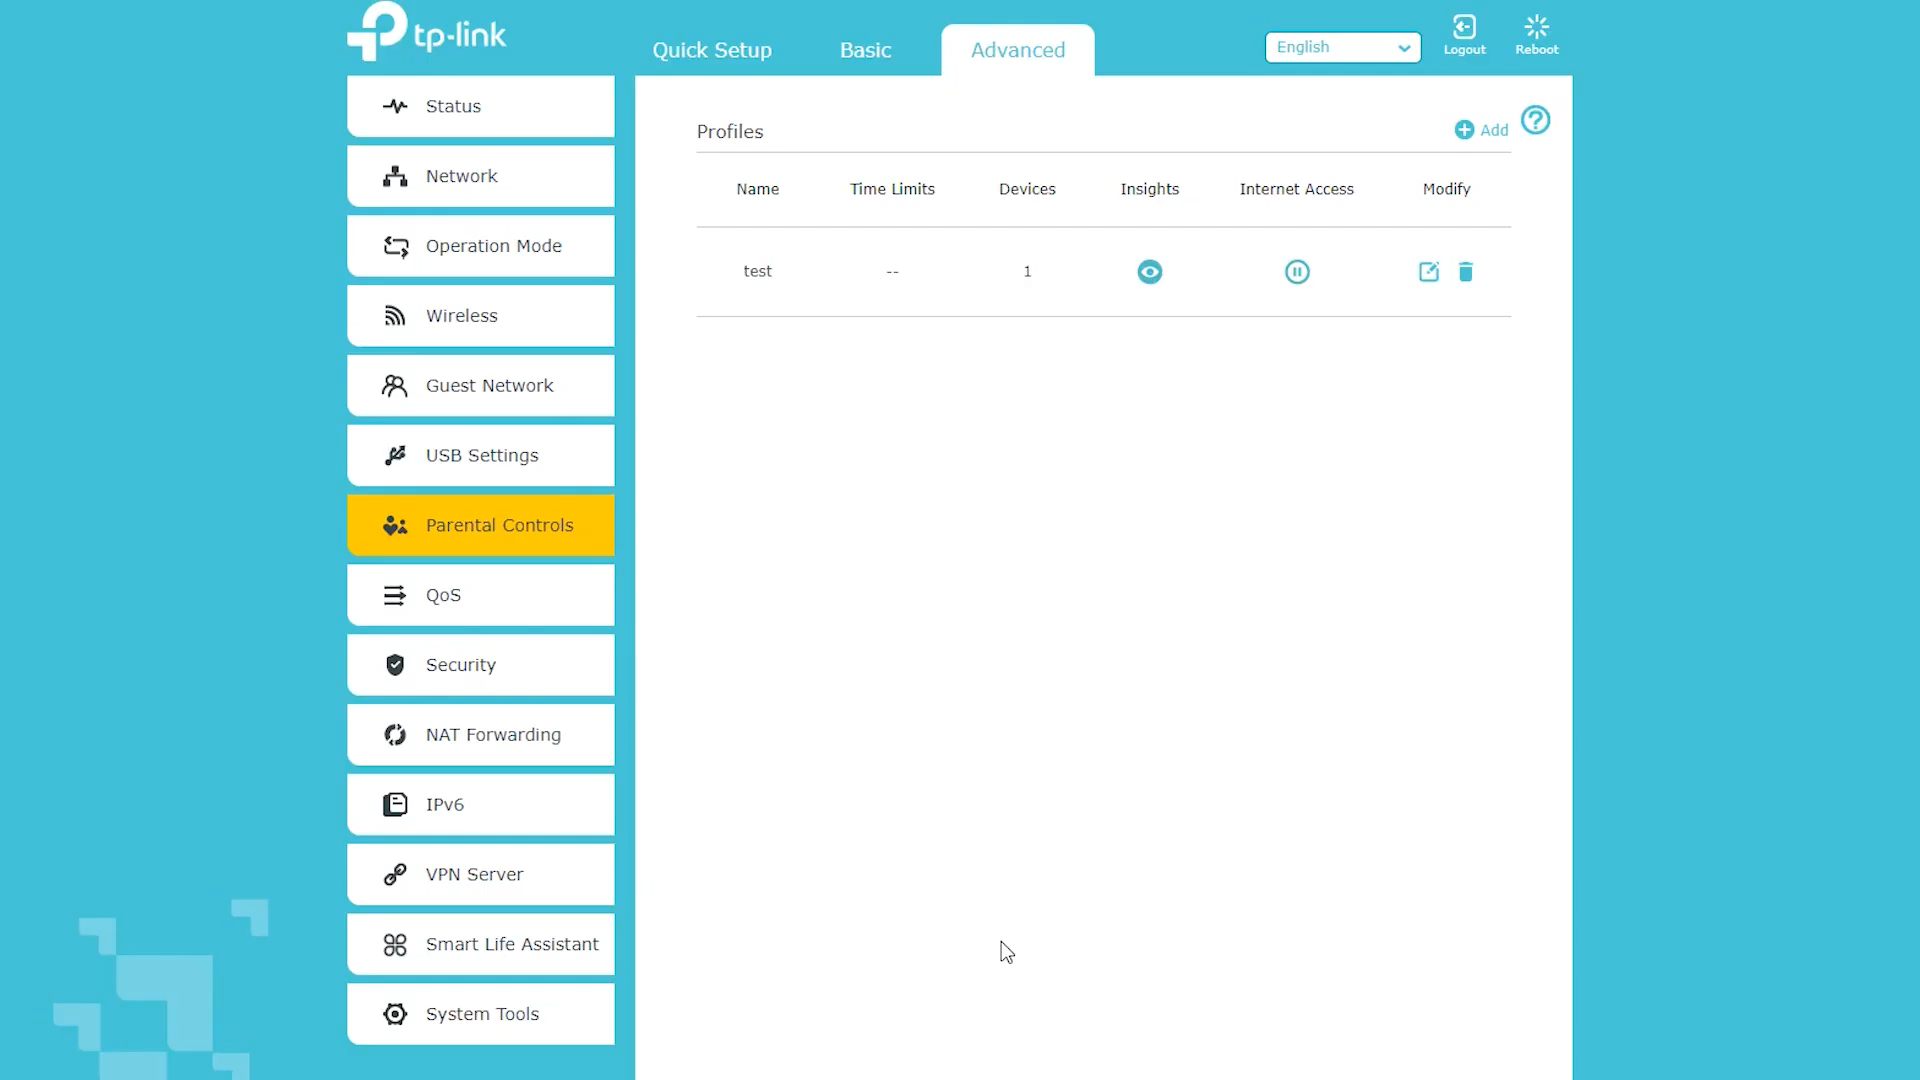 tp-link
Quick Setup
Basic
Advanced
English
Logout
Reboot
Status
Network
Operation Mode
Wireless
Guest Network
USB Settings
Parental Controls
QoS
Security
NAT Forwarding
IPv6
VPN Server
Smart Life Assistant
System Tools
Profiles
Add
?
Name Time Limits Devices Insights Internet Access Modify
test -- 1